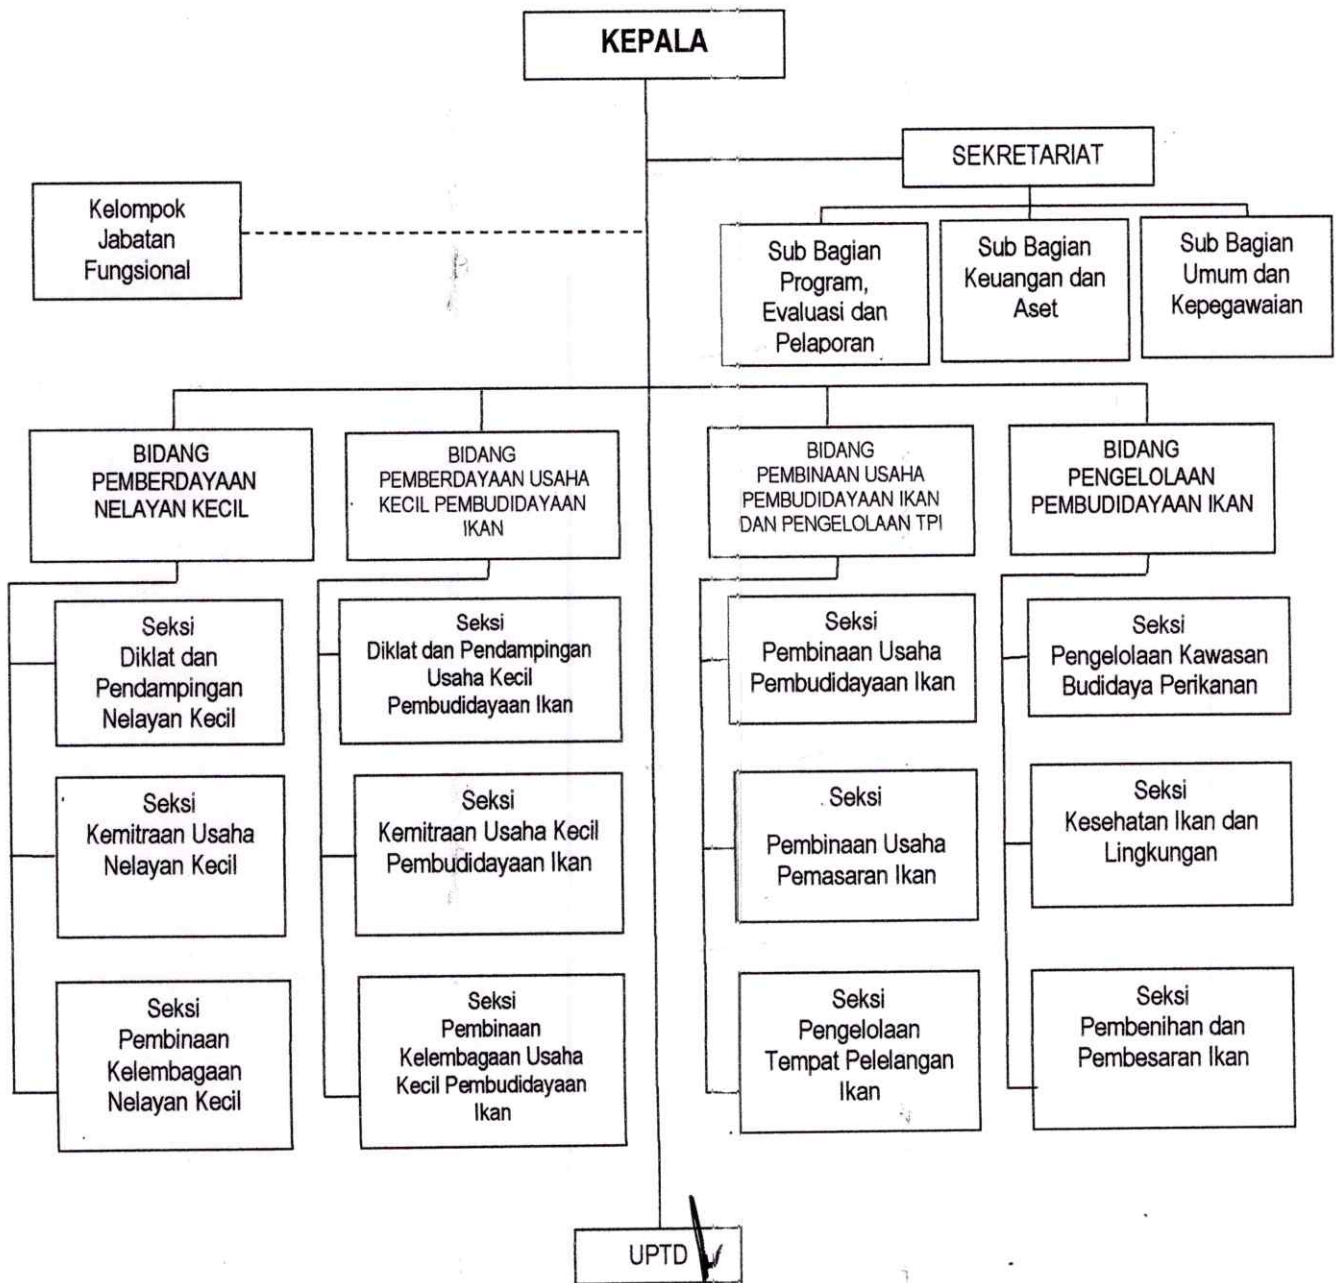 KEPALA
SEKRETARIAT
Kelompok
Jabatan
Fungsional
Sub Bagian
Program,
Evaluasi dan
Pelaporan
Sub Bagian
Keuangan dan
Aset
Sub Bagian
Umum dan
Kepegawaian
BIDANG
PEMBERDAYAAN
NELAYAN KECIL
BIDANG
PEMBERDAYAAN USAHA
KECIL PEMBUDIDAYAAN
IKAN
BIDANG
PEMBINAAN USAHA
PEMBUDIDAYAAN IKAN
DAN PENGELOLAAN TPI
BIDANG
PENGELOLAAN
PEMBUDIDAYAAN IKAN
Seksi
Diklat dan
Pendampingan
Nelayan Kecil
Seksi
Diklat dan Pendampingan
Usaha Kecil
Pembudidayaan Ikan
Seksi
Pembinaan Usaha
Pembudidayaan Ikan
Seksi
Pengelolaan Kawasan
Budidaya Perikanan
Seksi
Kemitraan Usaha
Nelayan Kecil
Seksi
Kemitraan Usaha Kecil
Pembudidayaan Ikan
Seksi
Pembinaan Usaha
Pemasaran Ikan
Seksi
Kesehatan Ikan dan
Lingkungan
Seksi
Pembinaan
Kelembagaan
Nelayan Kecil
Seksi
Pembinaan
Kelembagaan Usaha
Kecil Pembudidayaan
Ikan
Seksi
Pengelolaan
Tempat Pelelangan
Ikan
Seksi
Pembenihan dan
Pembesaran Ikan
UPTD